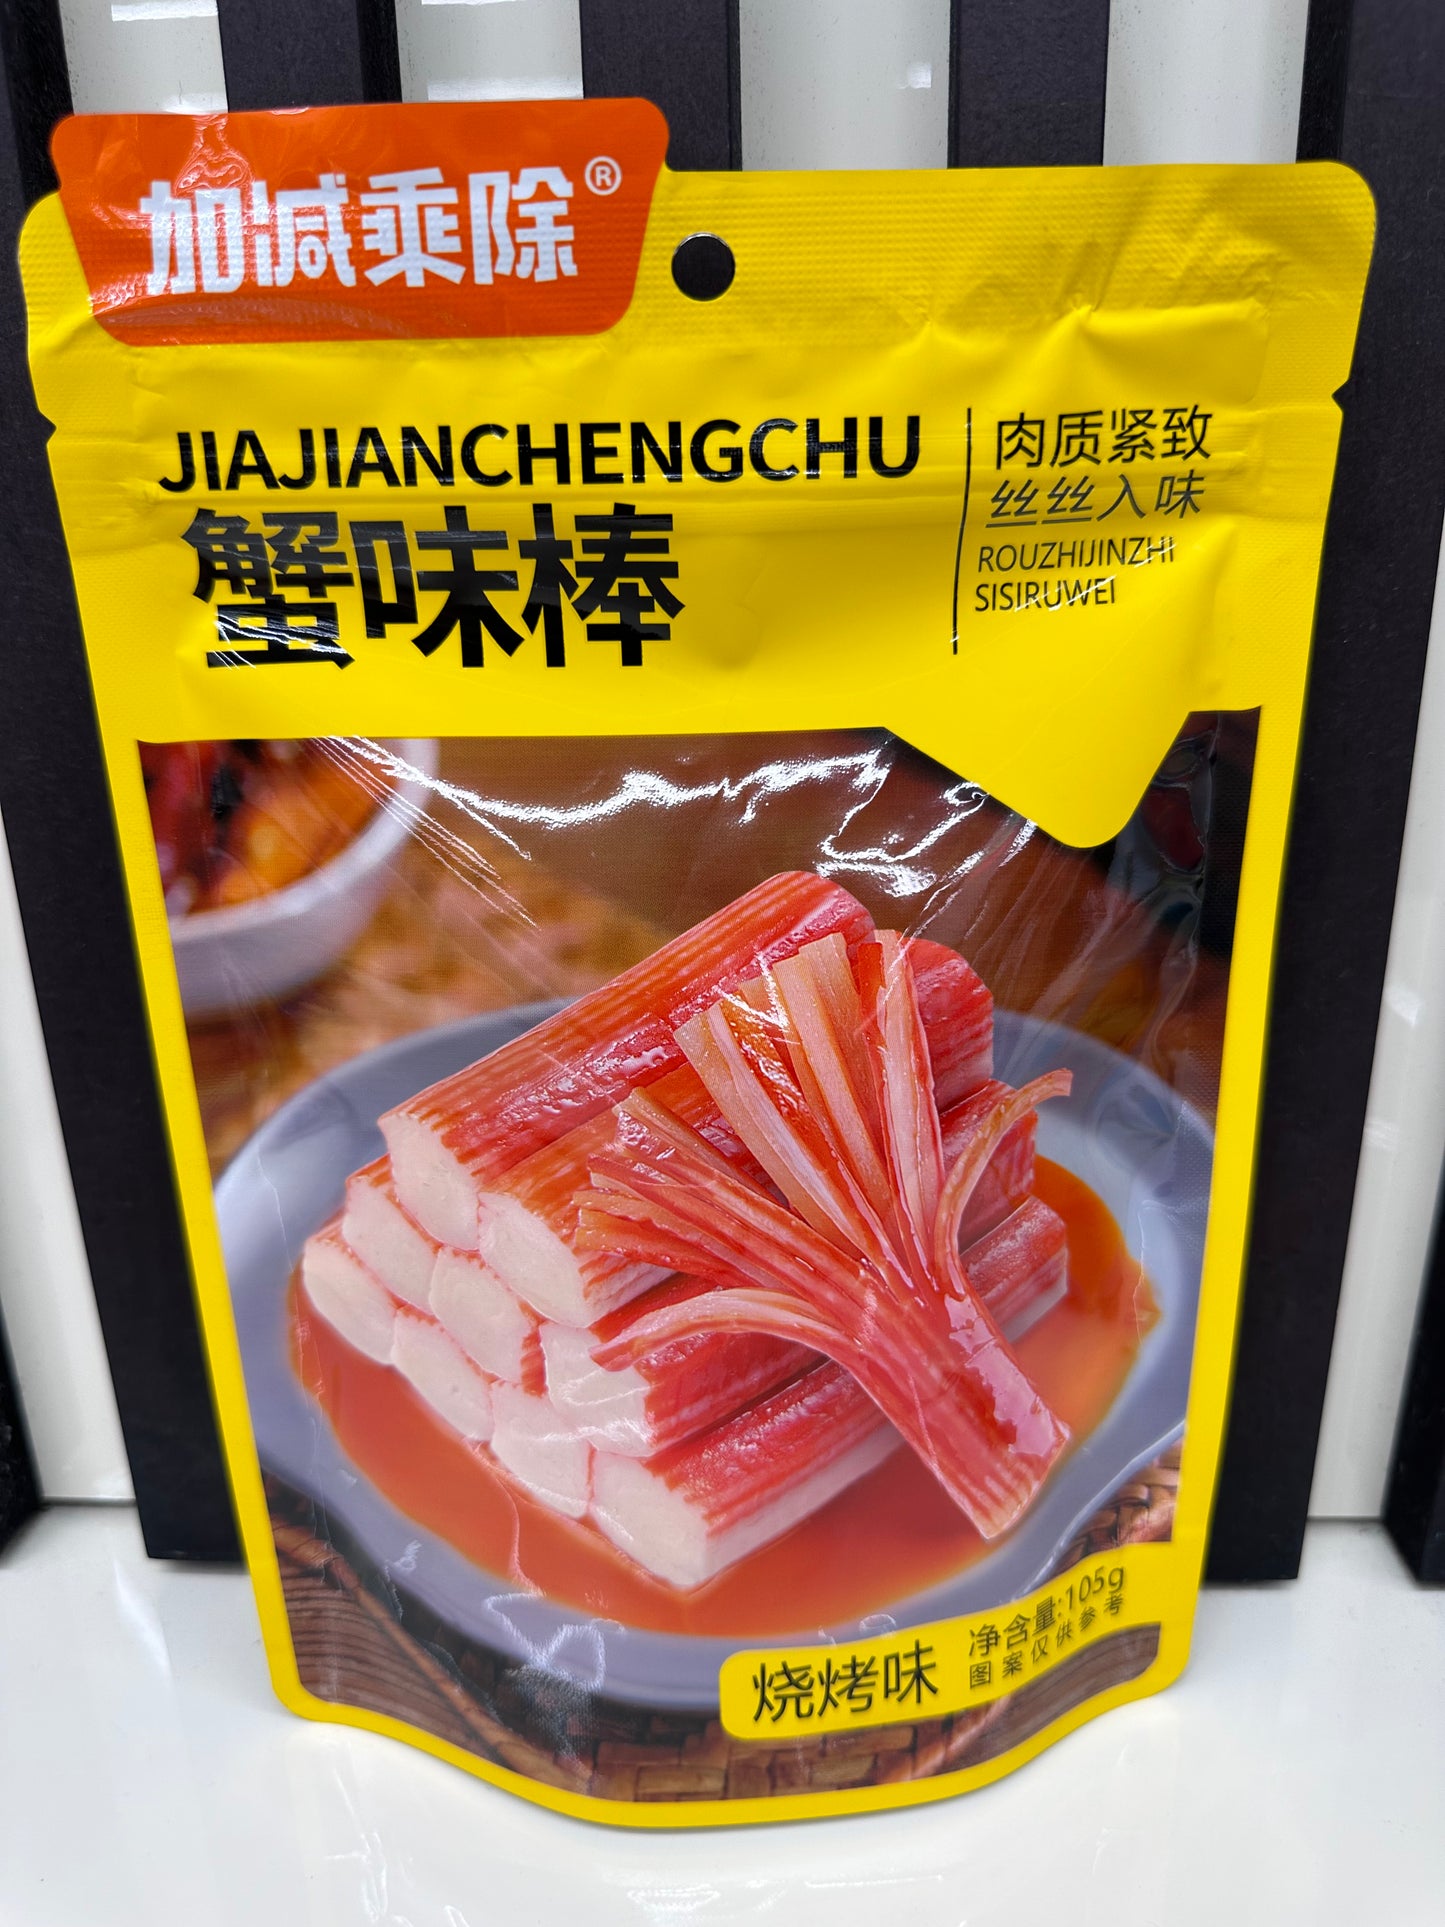 加减乘除®
JIAJIANCHENGCHU
蟹味棒
肉质紧致
丝丝入味
ROUZHIJINZHI
SISIRUWEI
烧烤味
净含量:105g
图案仅供参考